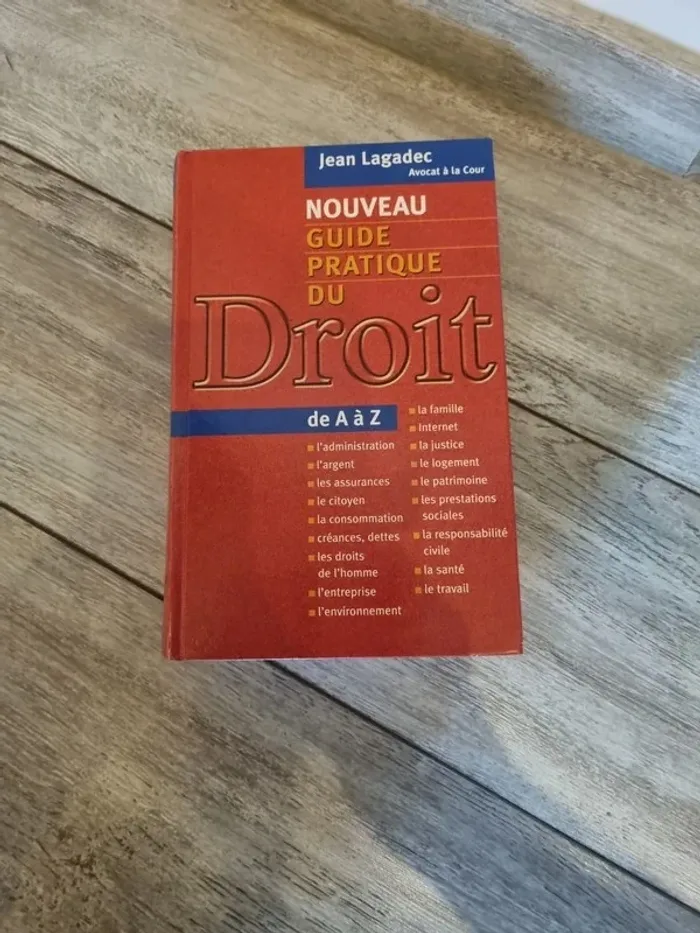 Jean Lagadec
Avocat à la Cour
NOUVEAU
GUIDE
PRATIQUE
DU
Droit
de A à Z
l'administration
l'argent
les assurances
le citoyen
la consommation
créances, dettes
les droits
de l'homme
l'entreprise
l'environnement
la famille
Internet
la justice
le logement
le patrimoine
les prestations
sociales
la responsabilité
civile
la santé
le travail